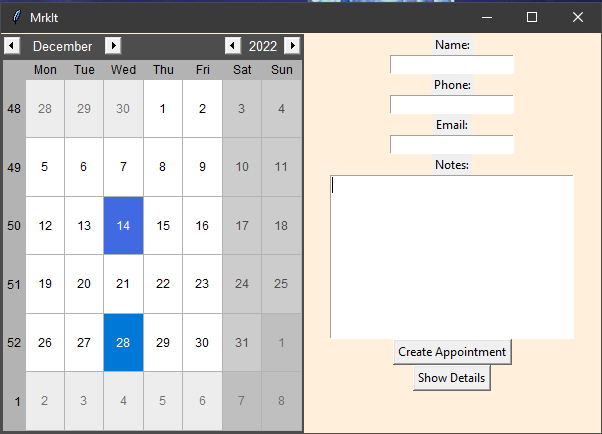 MrkIt
December 2022
Mon Tue Wed Thu Fri Sat Sun
48 28 29 30 1 2 3 4
49 5 6 7 8 9 10 11
50 12 13 14 15 16 17 18
51 19 20 21 22 23 24 25
52 26 27 28 29 30 31 1
1 2 3 4 5 6 7 8
Name:
Phone:
Email:
Notes:
Create Appointment
Show Details